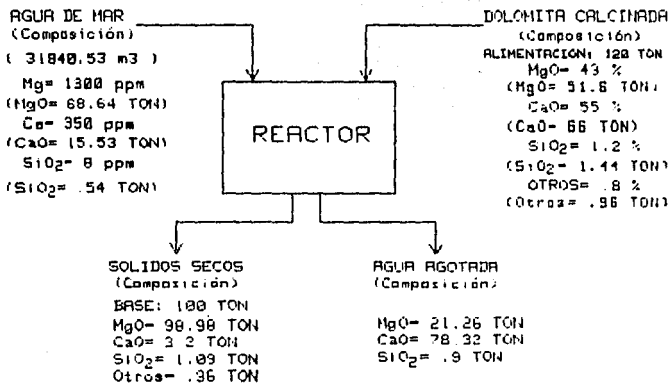 AGUA DE MAR
(Composición)
( 31840.53 m3 )
Mg= 1300 ppm
(MgO= 68.64 TON)
Ca= 350 ppm
(CaO= 15.53 TON)
SiO2= 8 ppm
(SiO2= .54 TON)
DOLOMITA CALCINADA
(Composición)
ALIMENTACION: 120 TON
MgO= 43 %
(MgO= 51.6 TON)
CaO= 55 %
(CaO= 66 TON)
SiO2= 1.2 %
(SiO2= 1.44 TON)
OTROS= .8 %
(Otros= .96 TON)
REACTOR
SOLIDOS SECOS
(Composición)
BASE: 100 TON
MgO= 98.98 TON
CaO= 3.2 TON
SiO2= 1.09 TON
Otros= .36 TON
AGUA AGOTADA
(Composición)
MgO= 21.26 TON
CaO= 78.32 TON
SiO2= .9 TON